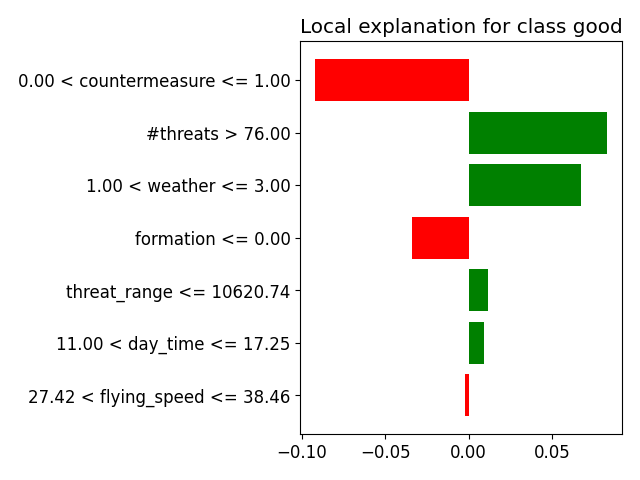 Local explanation for class good
0.00 < countermeasure <= 1.00
#threats > 76.00
1.00 < weather <= 3.00
formation <= 0.00
threat_range <= 10620.74
11.00 < day_time <= 17.25
27.42 < flying_speed <= 38.46
−0.10 −0.05 0.00 0.05